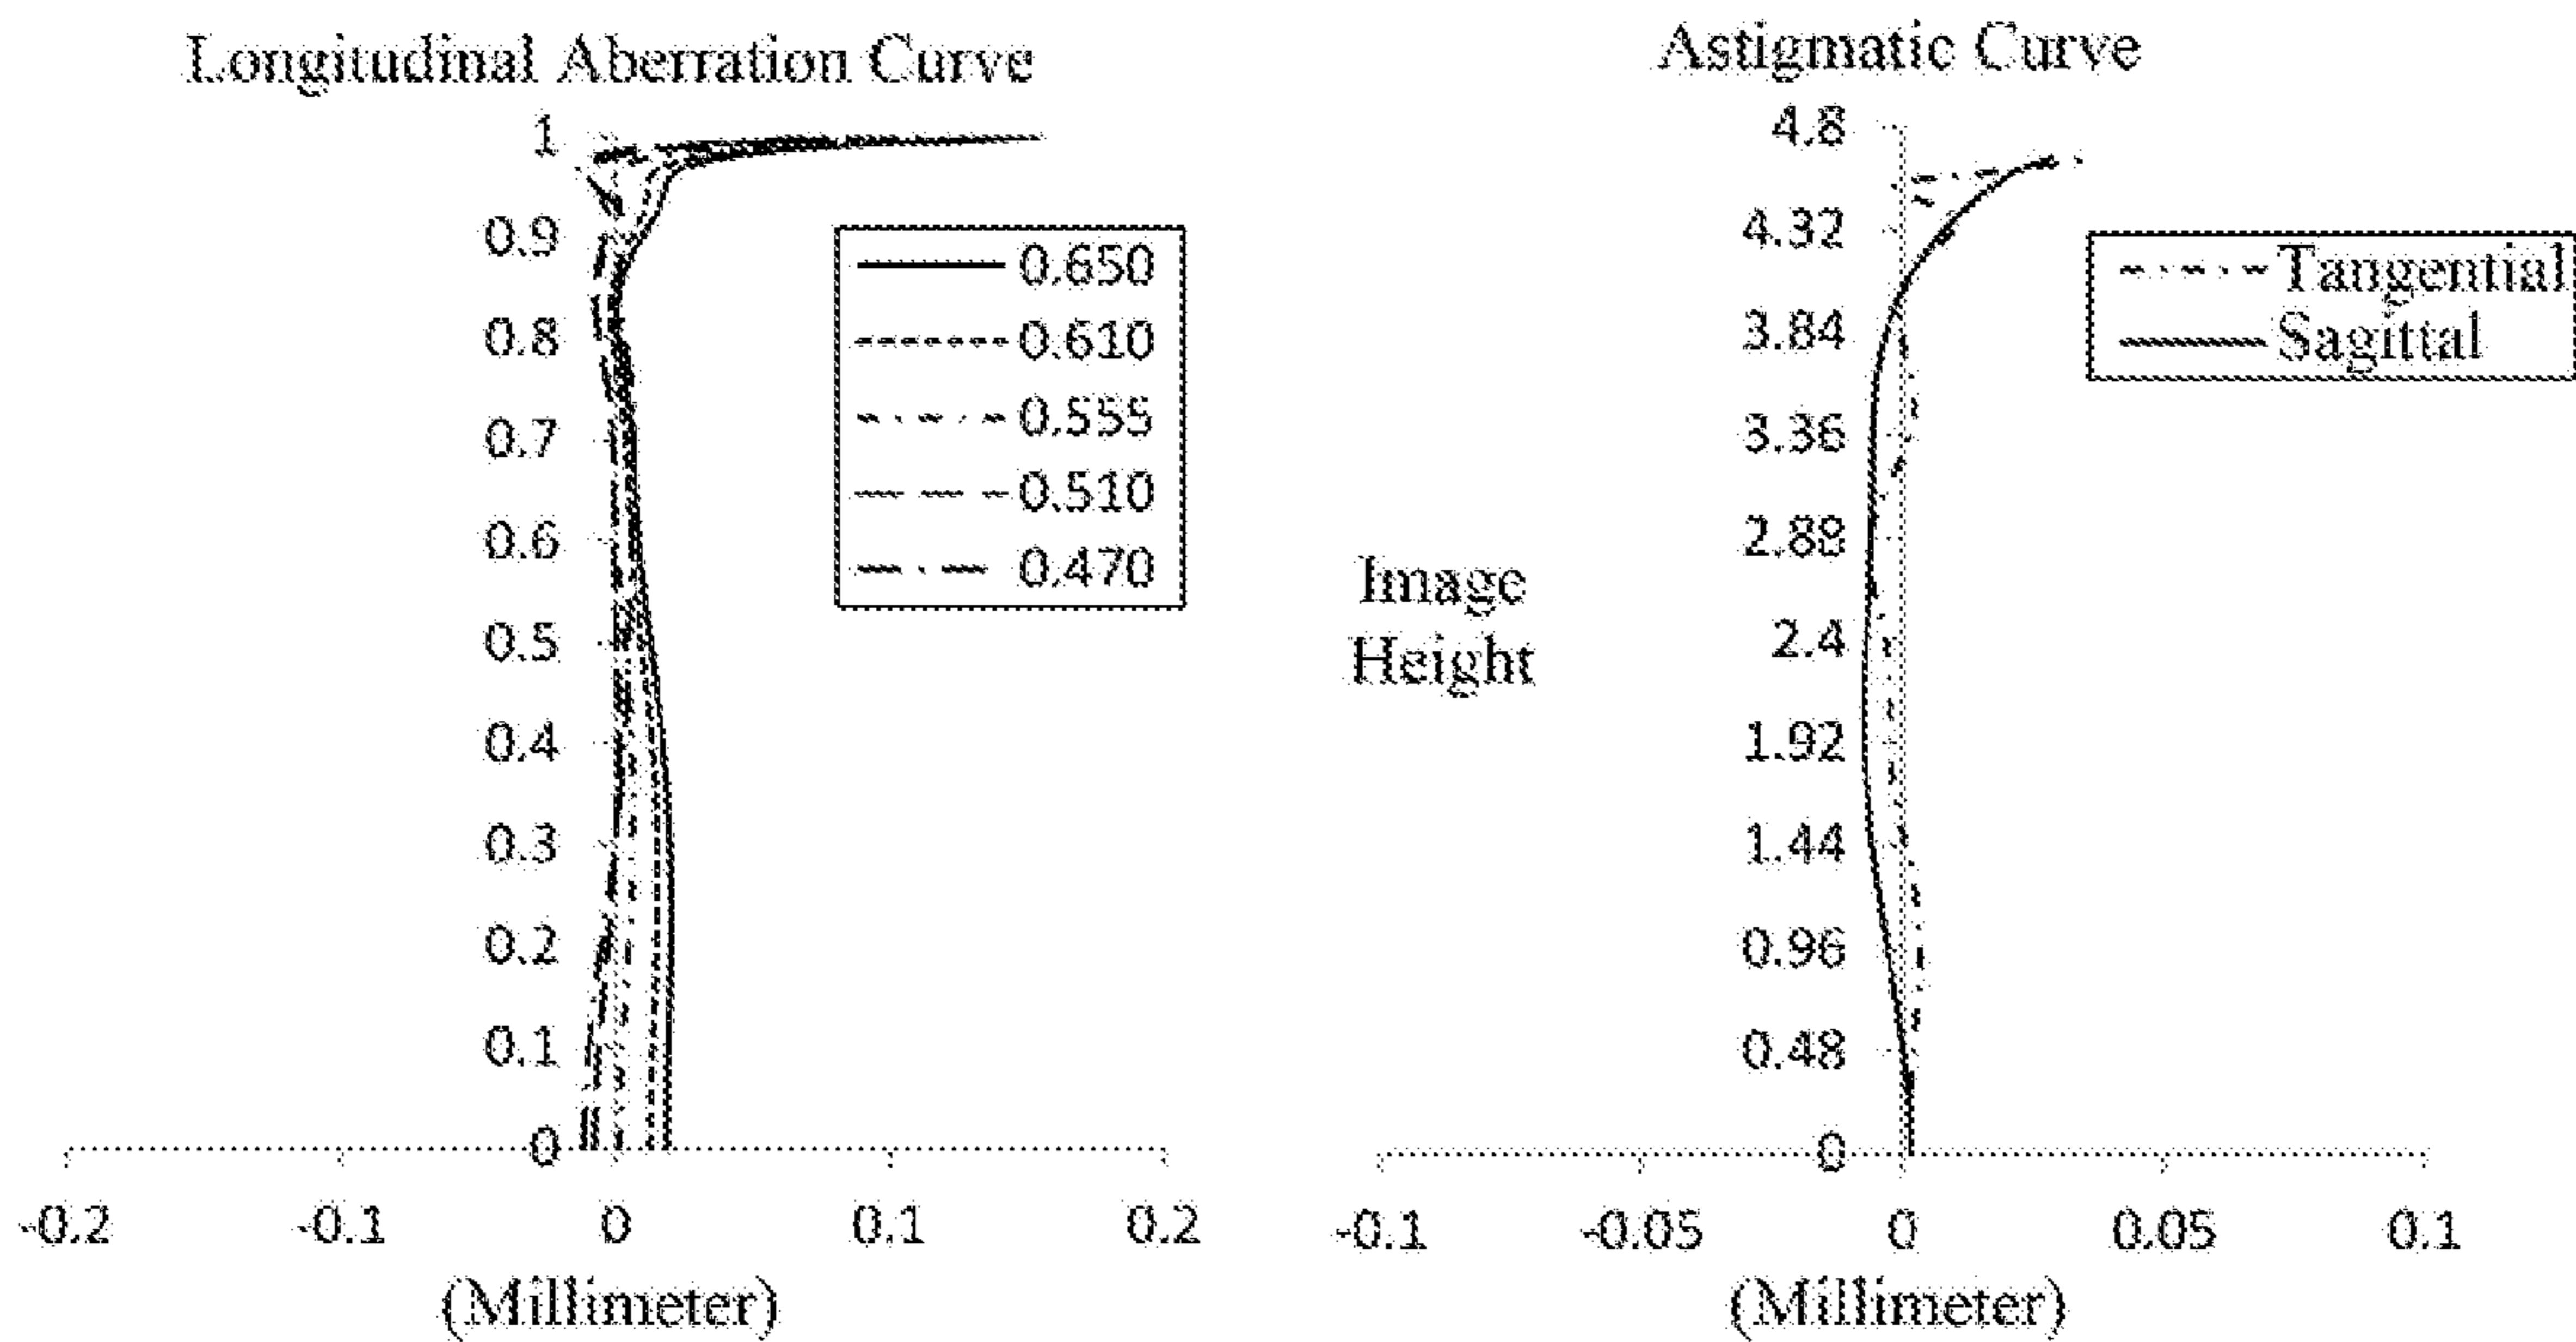 Longitudinal Aberration Curve
1
0.9
0.8
0.7
0.6
0.5
0.4
0.3
0.2
0.1
0
-0.2 -0.1 0 0.1 0.2
(Millimeter)
0.650
0.610
0.555
0.510
0.470
Astigmatic Curve
Image
Height
4.8
4.32
3.84
3.36
2.88
2.4
1.92
1.44
0.96
0.48
0
-0.1 -0.05 0 0.05 0.1
(Millimeter)
Tangential
Sagittal